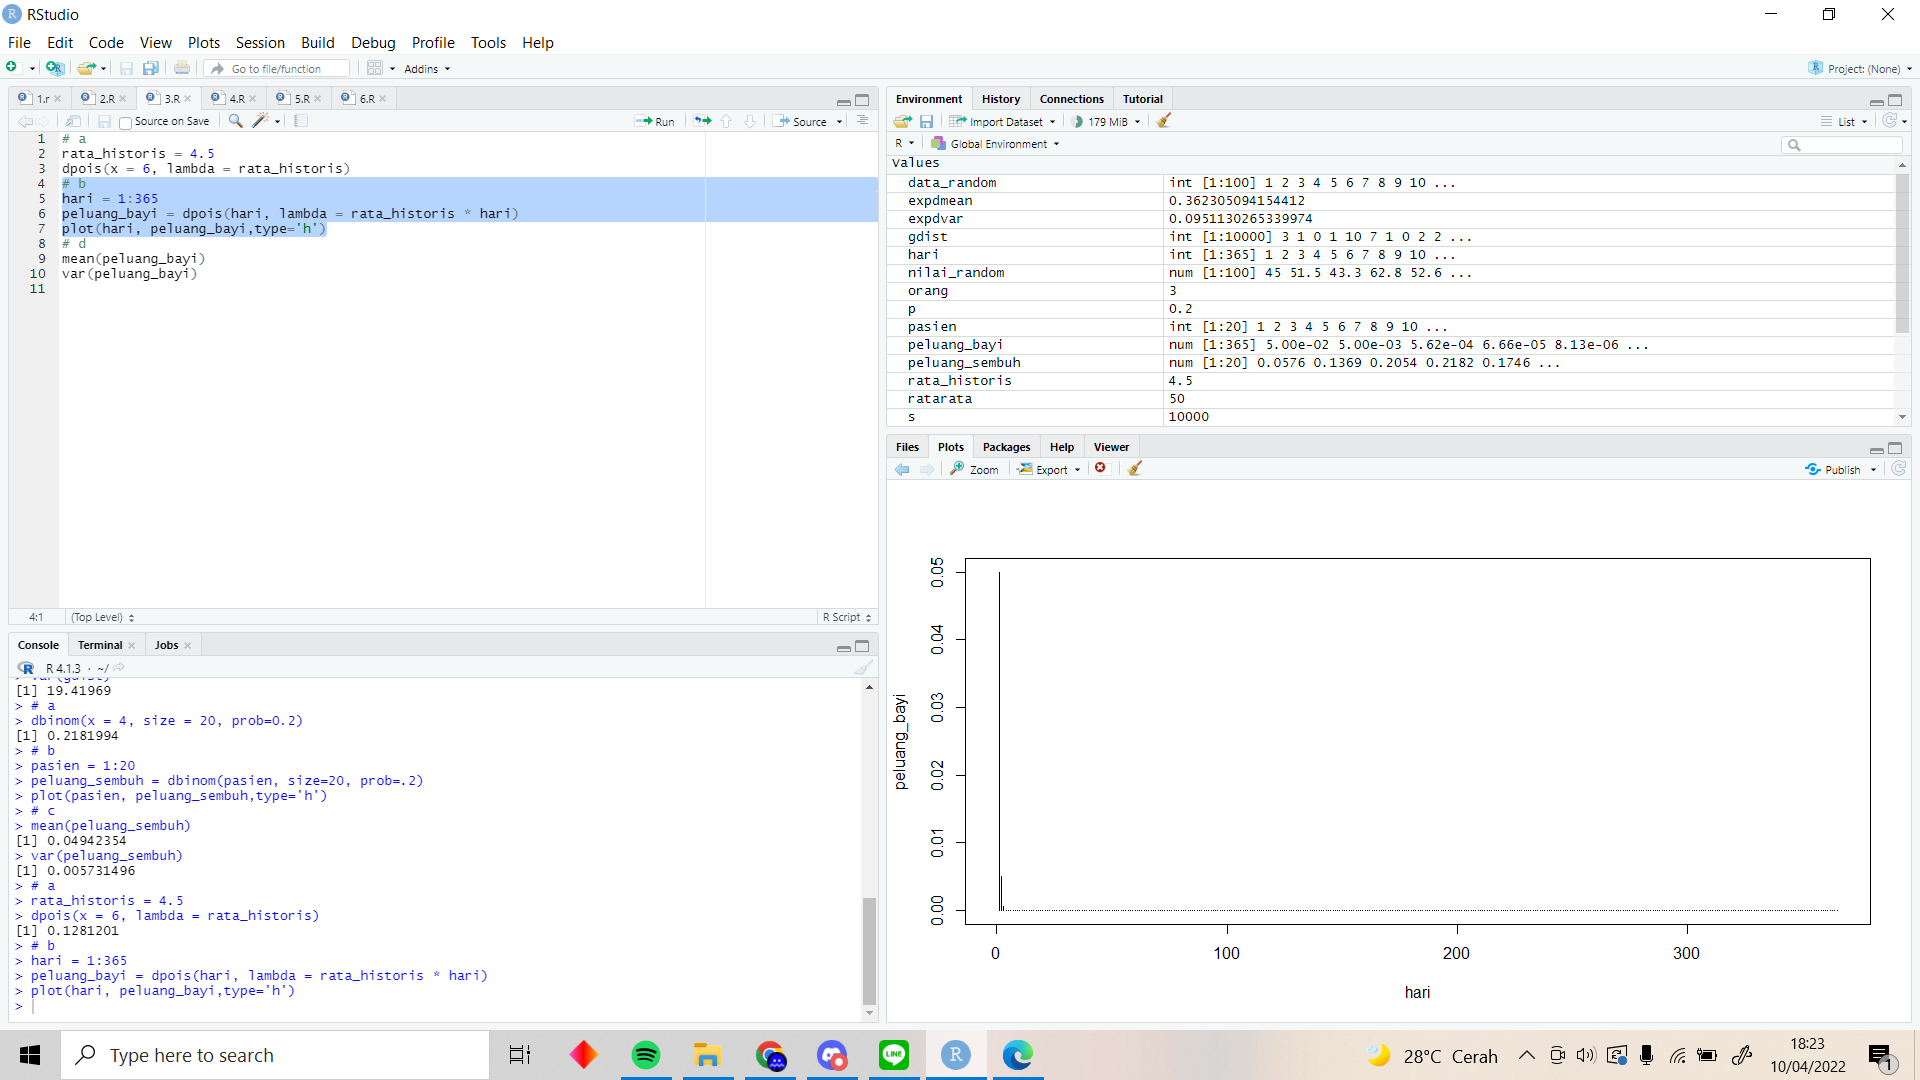 RStudio
File Edit Code View Plots Session Build Debug Profile Tools Help
Go to file/function Addins Project: (None)
1.r 2.R 3.R 4.R 5.R 6.R
Source on Save Run Source
1 # a
2 rata_historis = 4.5
3 dpois(x = 6, lambda = rata_historis)
4 # b
5 hari = 1:365
6 peluang_bayi = dpois(hari, lambda = rata_historis * hari)
7 plot(hari, peluang_bayi,type='h')
8 # d
9 mean(peluang_bayi)
10 var(peluang_bayi)
11
4:1 (Top Level) R Script
Console Terminal Jobs
R 4.1.3 · ~/
> var(gdist)
[1] 19.41969
> # a
> dbinom(x = 4, size = 20, prob=0.2)
[1] 0.2181994
> # b
> pasien = 1:20
> peluang_sembuh = dbinom(pasien, size=20, prob=.2)
> plot(pasien, peluang_sembuh,type='h')
> # c
> mean(peluang_sembuh)
[1] 0.04942354
> var(peluang_sembuh)
[1] 0.005731496
> # a
> rata_historis = 4.5
> dpois(x = 6, lambda = rata_historis)
[1] 0.1281201
> # b
> hari = 1:365
> peluang_bayi = dpois(hari, lambda = rata_historis * hari)
> plot(hari, peluang_bayi,type='h')
>
Environment History Connections Tutorial
Import Dataset 179 MiB List
R Global Environment
Values
data_random int [1:100] 1 2 3 4 5 6 7 8 9 10 ...
expdmean 0.362305094154412
expdvar 0.0951130265339974
gdist int [1:10000] 3 1 0 1 10 7 1 0 2 2 ...
hari int [1:365] 1 2 3 4 5 6 7 8 9 10 ...
nilai_random num [1:100] 45 51.5 43.3 62.8 52.6 ...
orang 3
p 0.2
pasien int [1:20] 1 2 3 4 5 6 7 8 9 10 ...
peluang_bayi num [1:365] 5.00e-02 5.00e-03 5.62e-04 6.66e-05 8.13e-06 ...
peluang_sembuh num [1:20] 0.0576 0.1369 0.2054 0.2182 0.1746 ...
rata_historis 4.5
ratarata 50
s 10000
Files Plots Packages Help Viewer
Zoom Export Publish
0.05
0.04
0.03
0.02
0.01
0.00
peluang_bayi
0 100 200 300
hari
Type here to search
LINE
R
28°C Cerah
18:23
10/04/2022
1